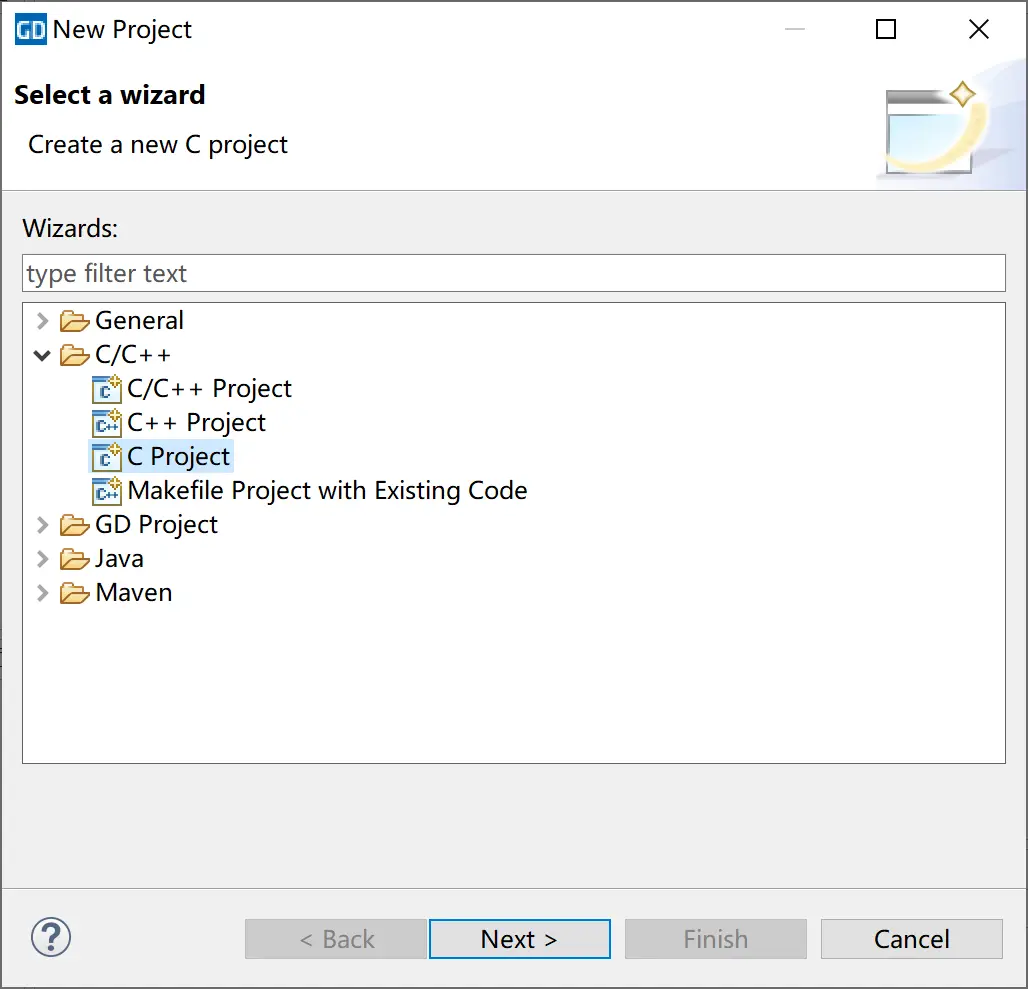 GD New Project
Select a wizard
Create a new C project
Wizards:
type filter text
General
C/C++
C C/C++ Project
C++ C++ Project
C C Project
C++ Makefile Project with Existing Code
GD Project
Java
Maven
? < Back Next > Finish Cancel